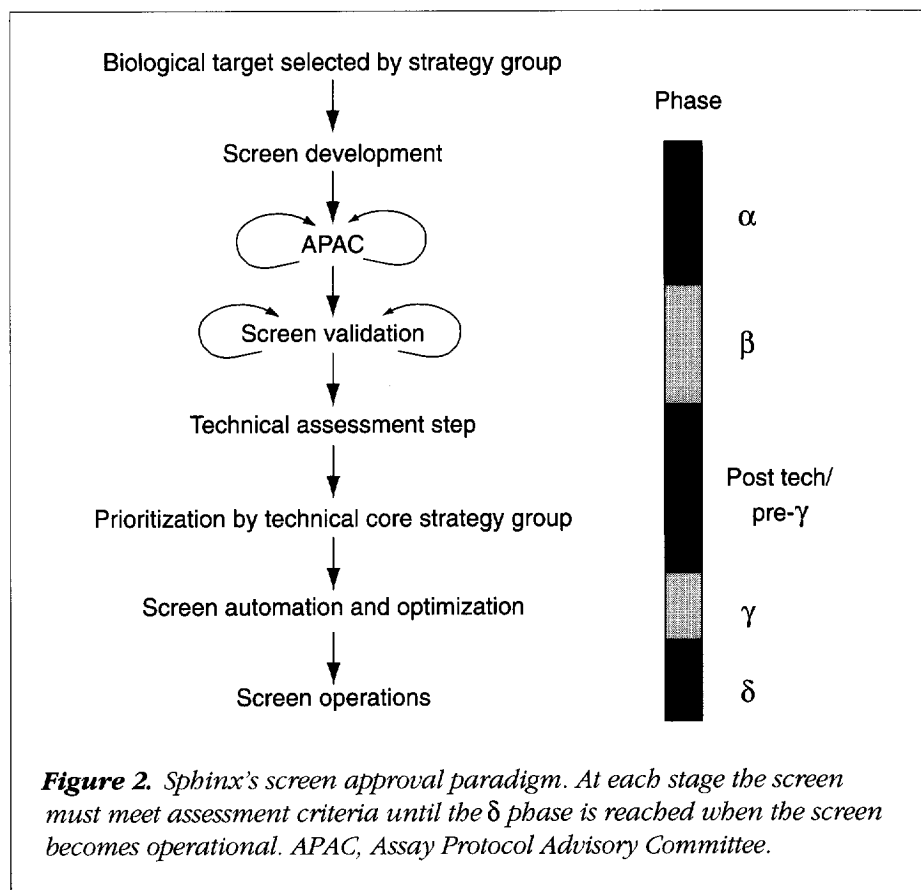 Biological target selected by strategy group
Phase
Screen development
α
APAC
Screen validation
β
Technical assessment step
Post tech/
pre-γ
Prioritization by technical core strategy group
Screen automation and optimization
γ
Screen operations
δ
Figure 2. Sphinx's screen approval paradigm. At each stage the screen
must meet assessment criteria until the δ phase is reached when the screen
becomes operational. APAC, Assay Protocol Advisory Committee.